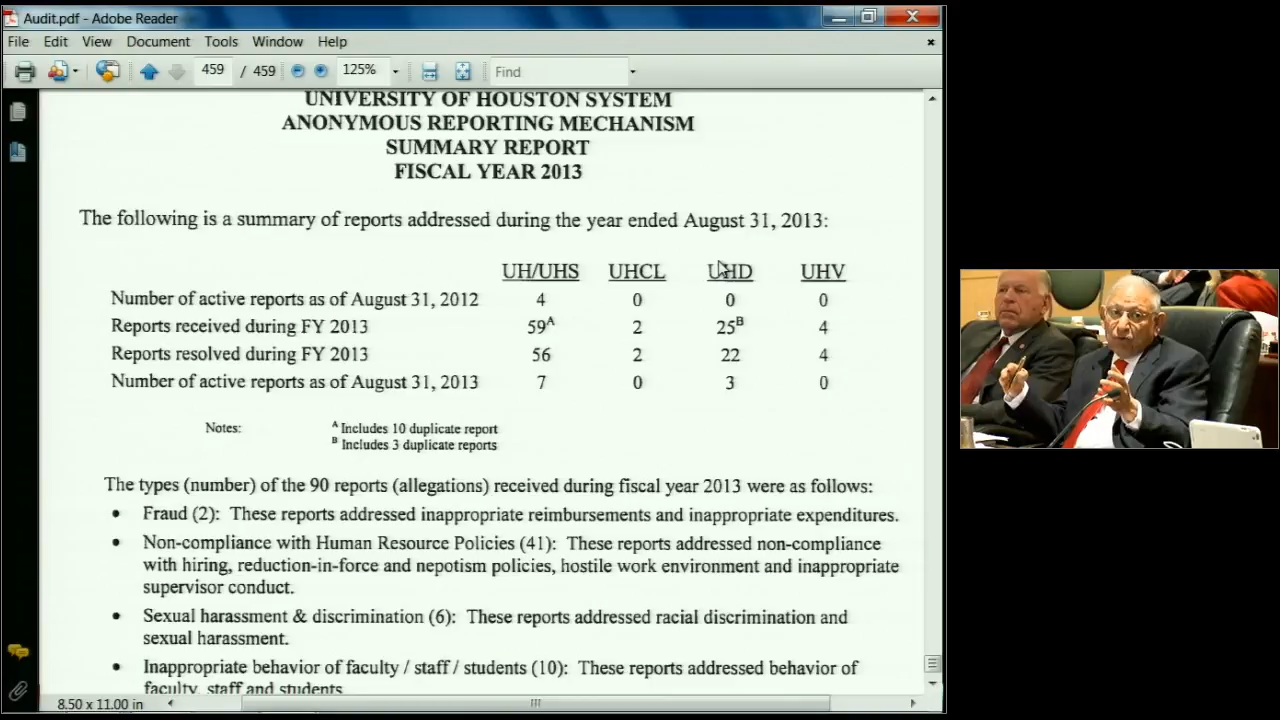 Audit.pdf - Adobe Reader
File Edit View Document Tools Window Help
459 / 459 125% Find
UNIVERSITY OF HOUSTON SYSTEM
ANONYMOUS REPORTING MECHANISM
SUMMARY REPORT
FISCAL YEAR 2013
The following is a summary of reports addressed during the year ended August 31, 2013:
UH/UHS UHCL UHD UHV
Number of active reports as of August 31, 2012 4 0 0 0
Reports received during FY 2013 59A 2 25B 4
Reports resolved during FY 2013 56 2 22 4
Number of active reports as of August 31, 2013 7 0 3 0
Notes: A Includes 10 duplicate report
B Includes 3 duplicate reports
The types (number) of the 90 reports (allegations) received during fiscal year 2013 were as follows:
• Fraud (2): These reports addressed inappropriate reimbursements and inappropriate expenditures.
• Non-compliance with Human Resource Policies (41): These reports addressed non-compliance
with hiring, reduction-in-force and nepotism policies, hostile work environment and inappropriate
supervisor conduct.
• Sexual harassment & discrimination (6): These reports addressed racial discrimination and
sexual harassment.
• Inappropriate behavior of faculty / staff / students (10): These reports addressed behavior of
faculty, staff and students.
8.50 x 11.00 in